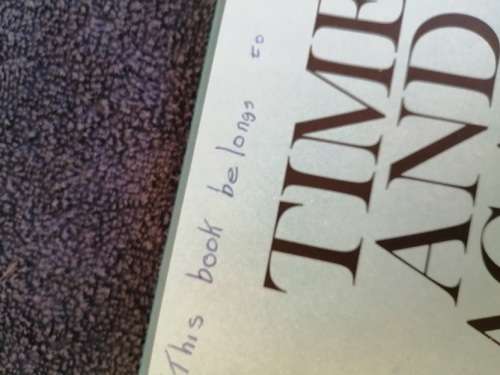 This book belongs to
TIME
AND